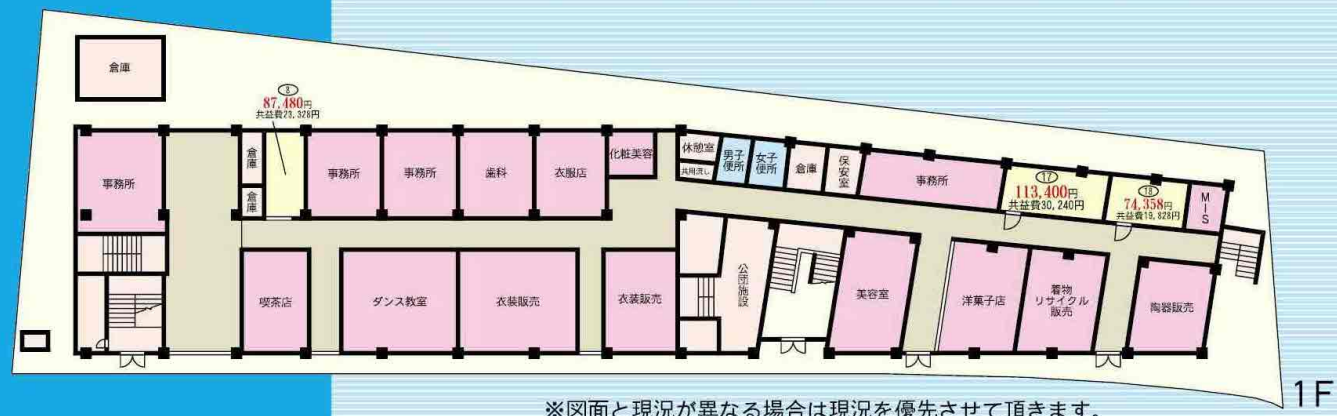 倉庫
⑧
87,480円
共益費23,328円
事務所
倉庫
倉庫
事務所
事務所
歯科
衣服店
化粧美容
休憩室
共用流し
男子
便所
女子
便所
倉庫
保安室
事務所
⑰
113,400円
共益費30,240円
⑱
74,358円
共益費19,828円
MIS
喫茶店
ダンス教室
衣装販売
衣装販売
公団施設
美容室
洋菓子店
着物
リサイクル
販売
陶器販売
1F
※図面と現況が異なる場合は現況を優先させて頂きます。